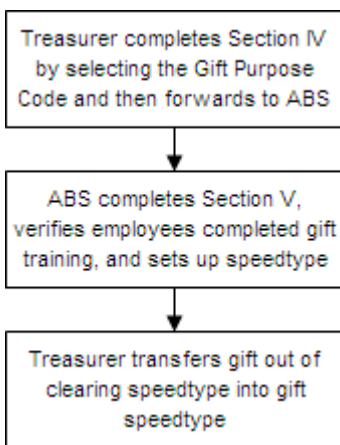 Treasurer completes Section IV
by selecting the Gift Purpose
Code and then forwards to ABS
ABS completes Section V,
verifies employees completed gift
training, and sets up speedtype
Treasurer transfers gift out of
clearing speedtype into gift
speedtype